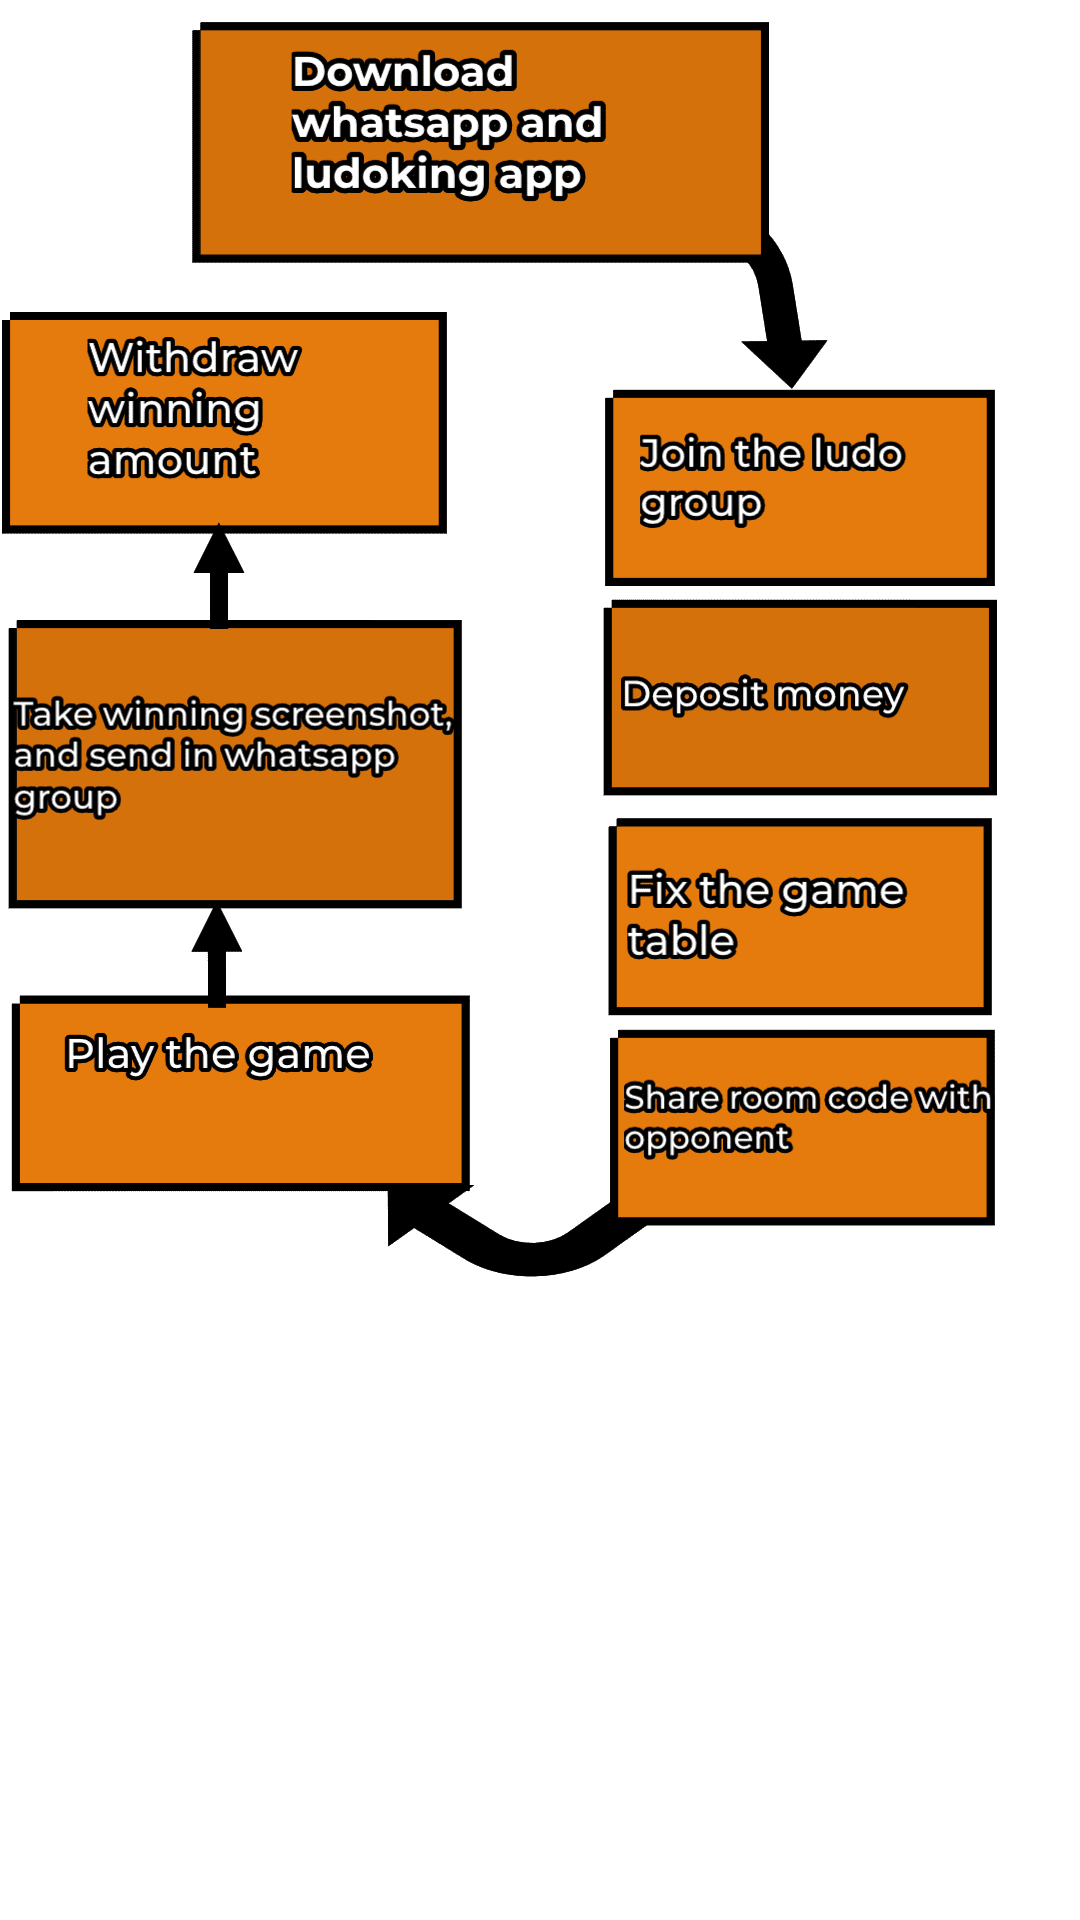 Download
whatsapp and
ludoking app
Join the ludo
group
Deposit money
Fix the game
table
Share room code with
opponent
Play the game
Take winning screenshot,
and send in whatsapp
group
Withdraw
winning
amount